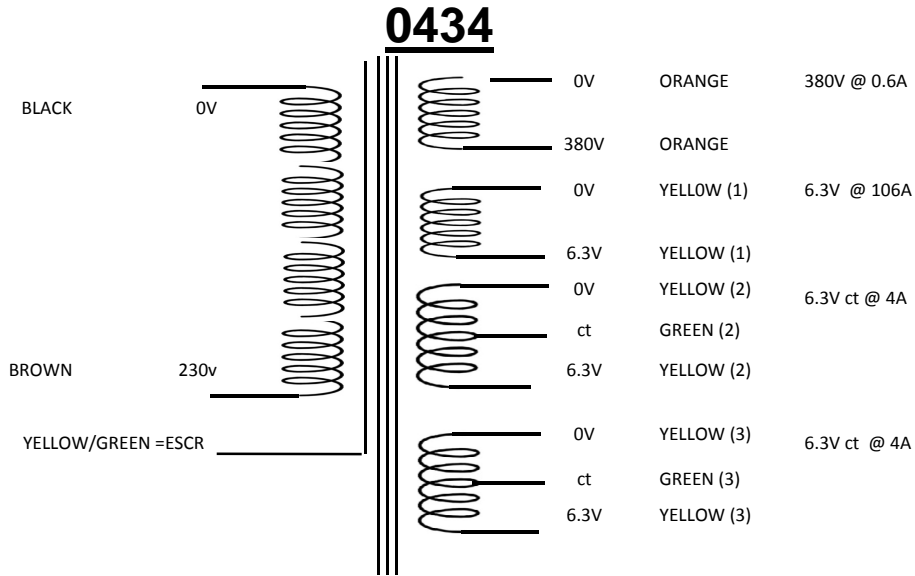 0434
0V ORANGE 380V @ 0.6A
BLACK 0V
380V ORANGE
0V YELL0W (1) 6.3V @ 106A
6.3V YELLOW (1)
0V YELLOW (2) 6.3V ct @ 4A
ct GREEN (2)
BROWN 230v 6.3V YELLOW (2)
YELLOW/GREEN =ESCR 0V YELLOW (3) 6.3V ct @ 4A
ct GREEN (3)
6.3V YELLOW (3)